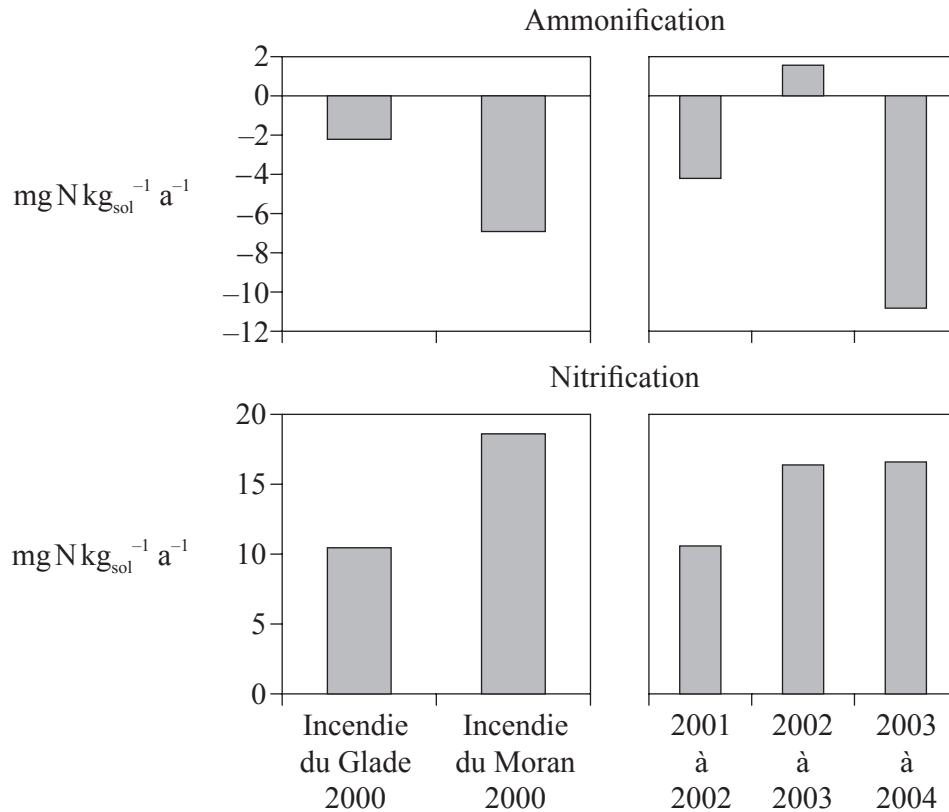 Ammonification
2
0
–2
–4
–6
–8
–10
–12
mg N kg_sol^–1 a^–1
Nitrification
20
15
10
5
0
mg N kg_sol^–1 a^–1
Incendie
du Glade
2000
Incendie
du Moran
2000
2001
à
2002
2002
à
2003
2003
à
2004